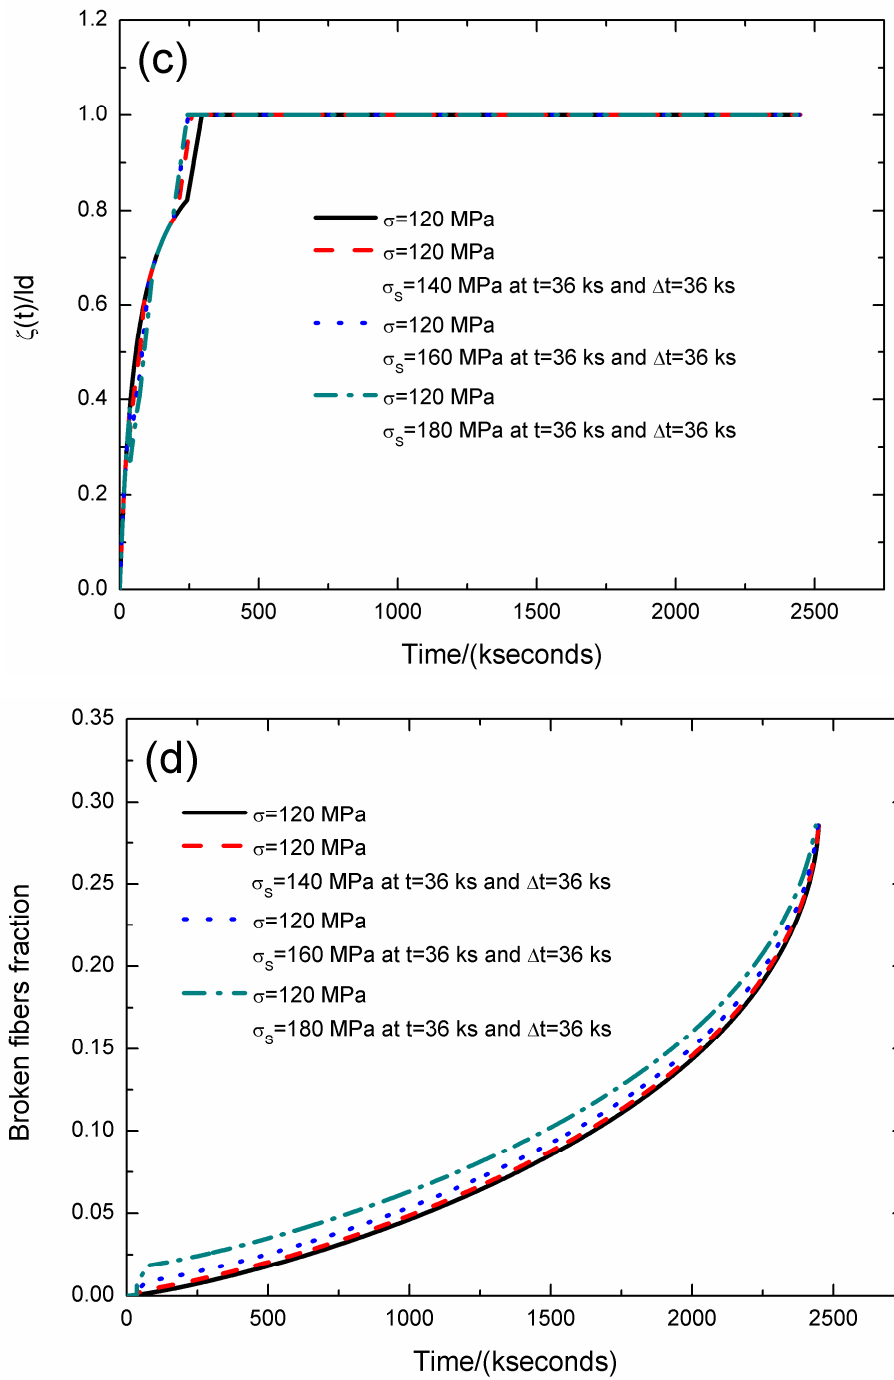 (c)
1.2
1.0
0.8
0.6
0.4
0.2
0.0
ζ(t)/ld
σ=120 MPa
σ=120 MPa
σS=140 MPa at t=36 ks and Δt=36 ks
σ=120 MPa
σS=160 MPa at t=36 ks and Δt=36 ks
σ=120 MPa
σS=180 MPa at t=36 ks and Δt=36 ks
0 500 1000 1500 2000 2500
Time/(kseconds)
(d)
0.35
0.30
0.25
0.20
0.15
0.10
0.05
0.00
Broken fibers fraction
σ=120 MPa
σ=120 MPa
σS=140 MPa at t=36 ks and Δt=36 ks
σ=120 MPa
σS=160 MPa at t=36 ks and Δt=36 ks
σ=120 MPa
σS=180 MPa at t=36 ks and Δt=36 ks
0 500 1000 1500 2000 2500
Time/(kseconds)